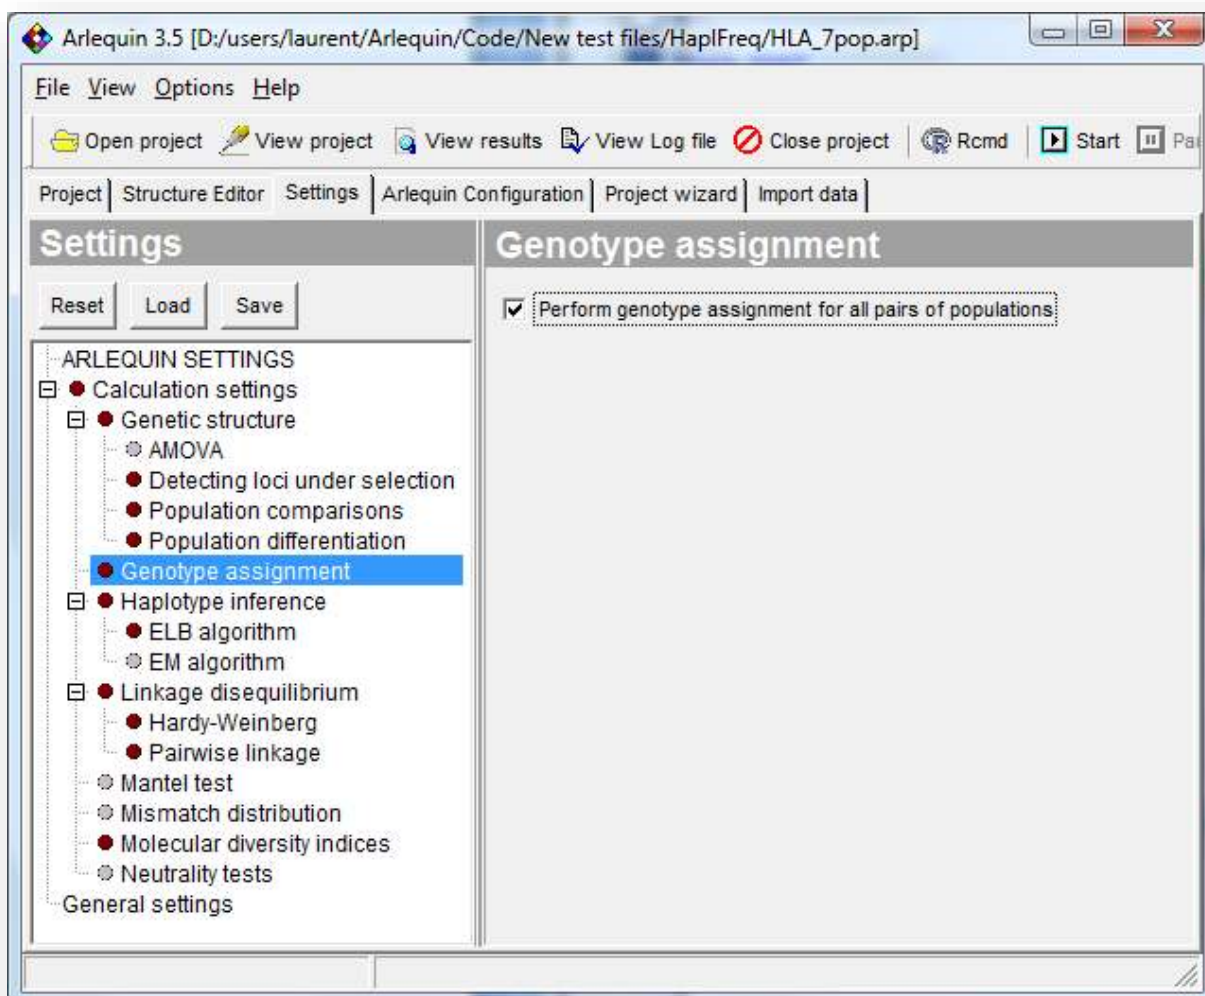 Arlequin 3.5 [D:/users/laurent/Arlequin/Code/New test files/HaplFreq/HLA_7pop.arp]
File View Options Help
Open project View project View results View Log file Close project Rcmd Start
Project Structure Editor Settings Arlequin Configuration Project wizard Import data
Settings
Reset Load Save
ARLEQUIN SETTINGS
Calculation settings
Genetic structure
AMOVA
Detecting loci under selection
Population comparisons
Population differentiation
Genotype assignment
Haplotype inference
ELB algorithm
EM algorithm
Linkage disequilibrium
Hardy-Weinberg
Pairwise linkage
Mantel test
Mismatch distribution
Molecular diversity indices
Neutrality tests
General settings
Genotype assignment
Perform genotype assignment for all pairs of populations